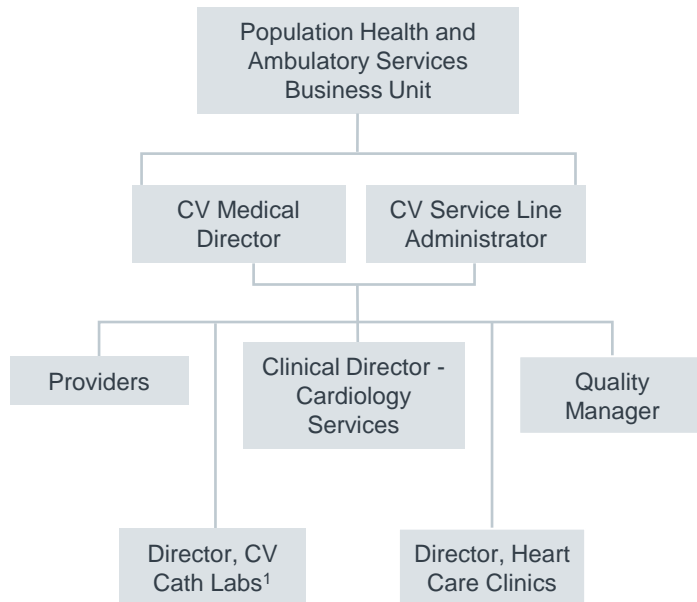 Population Health and
Ambulatory Services
Business Unit
CV Medical
Director
CV Service Line
Administrator
Providers
Clinical Director -
Cardiology
Services
Quality
Manager
Director, CV
Cath Labs¹
Director, Heart
Care Clinics